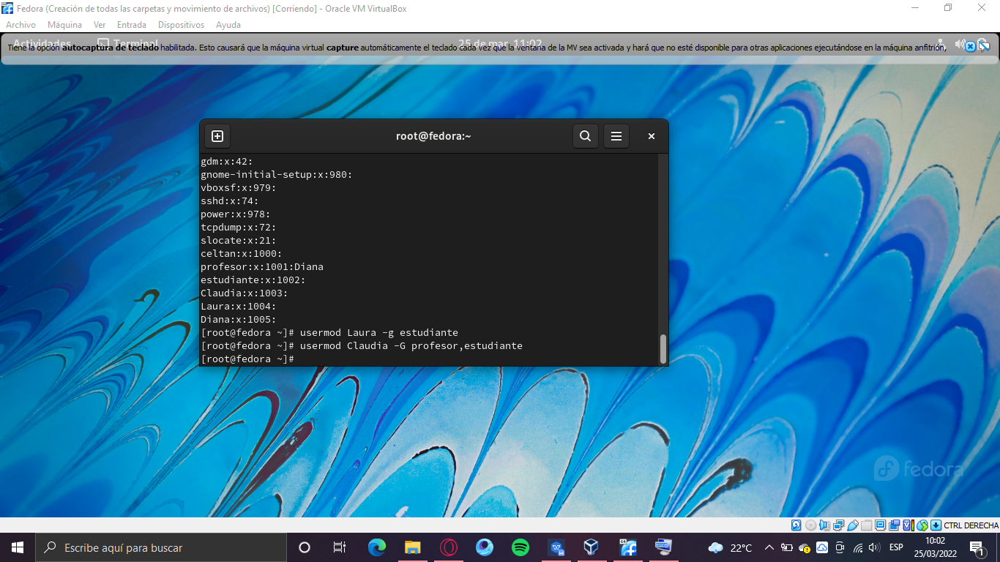 Fedora (Creación de todas las carpetas y movimiento de archivos) [Corriendo] - Oracle VM VirtualBox
Archivo Máquina Ver Entrada Dispositivos Ayuda
Actividades Terminal 25 de mar 11:02
Tiene la opción autocaptura de teclado habilitada. Esto causará que la máquina virtual capture automáticamente el teclado cada vez que la ventana de la MV sea activada y hará que no esté disponible para otras aplicaciones ejecutándose en la máquina anfitrión,
root@fedora:~
gdm:x:42:
gnome-initial-setup:x:980:
vboxsf:x:979:
sshd:x:74:
power:x:978:
tcpdump:x:72:
slocate:x:21:
celtan:x:1000:
profesor:x:1001:Diana
estudiante:x:1002:
Claudia:x:1003:
Laura:x:1004:
Diana:x:1005:
[root@fedora ~]# usermod Laura -g estudiante
[root@fedora ~]# usermod Claudia -G profesor,estudiante
[root@fedora ~]#
fedora
CTRL DERECHA
Escribe aquí para buscar
22°C
ESP
10:02
25/03/2022
1